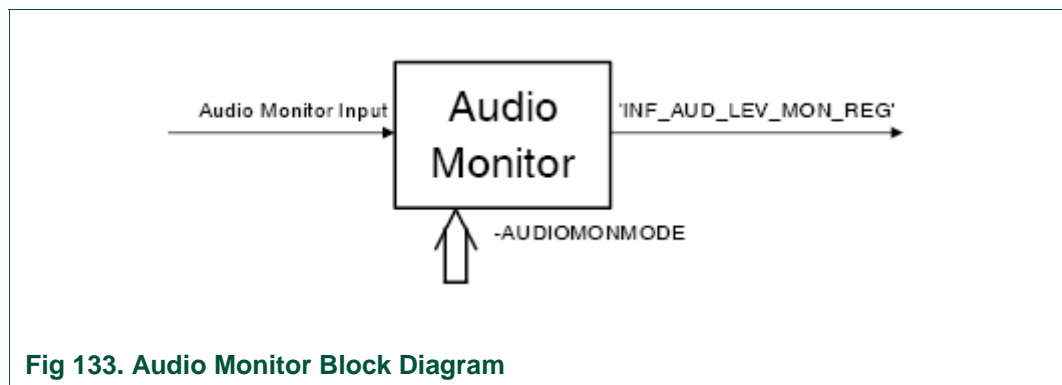 Audio Monitor Input
Audio
Monitor
'INF_AUD_LEV_MON_REG'
-AUDIOMONMODE
Fig 133. Audio Monitor Block Diagram